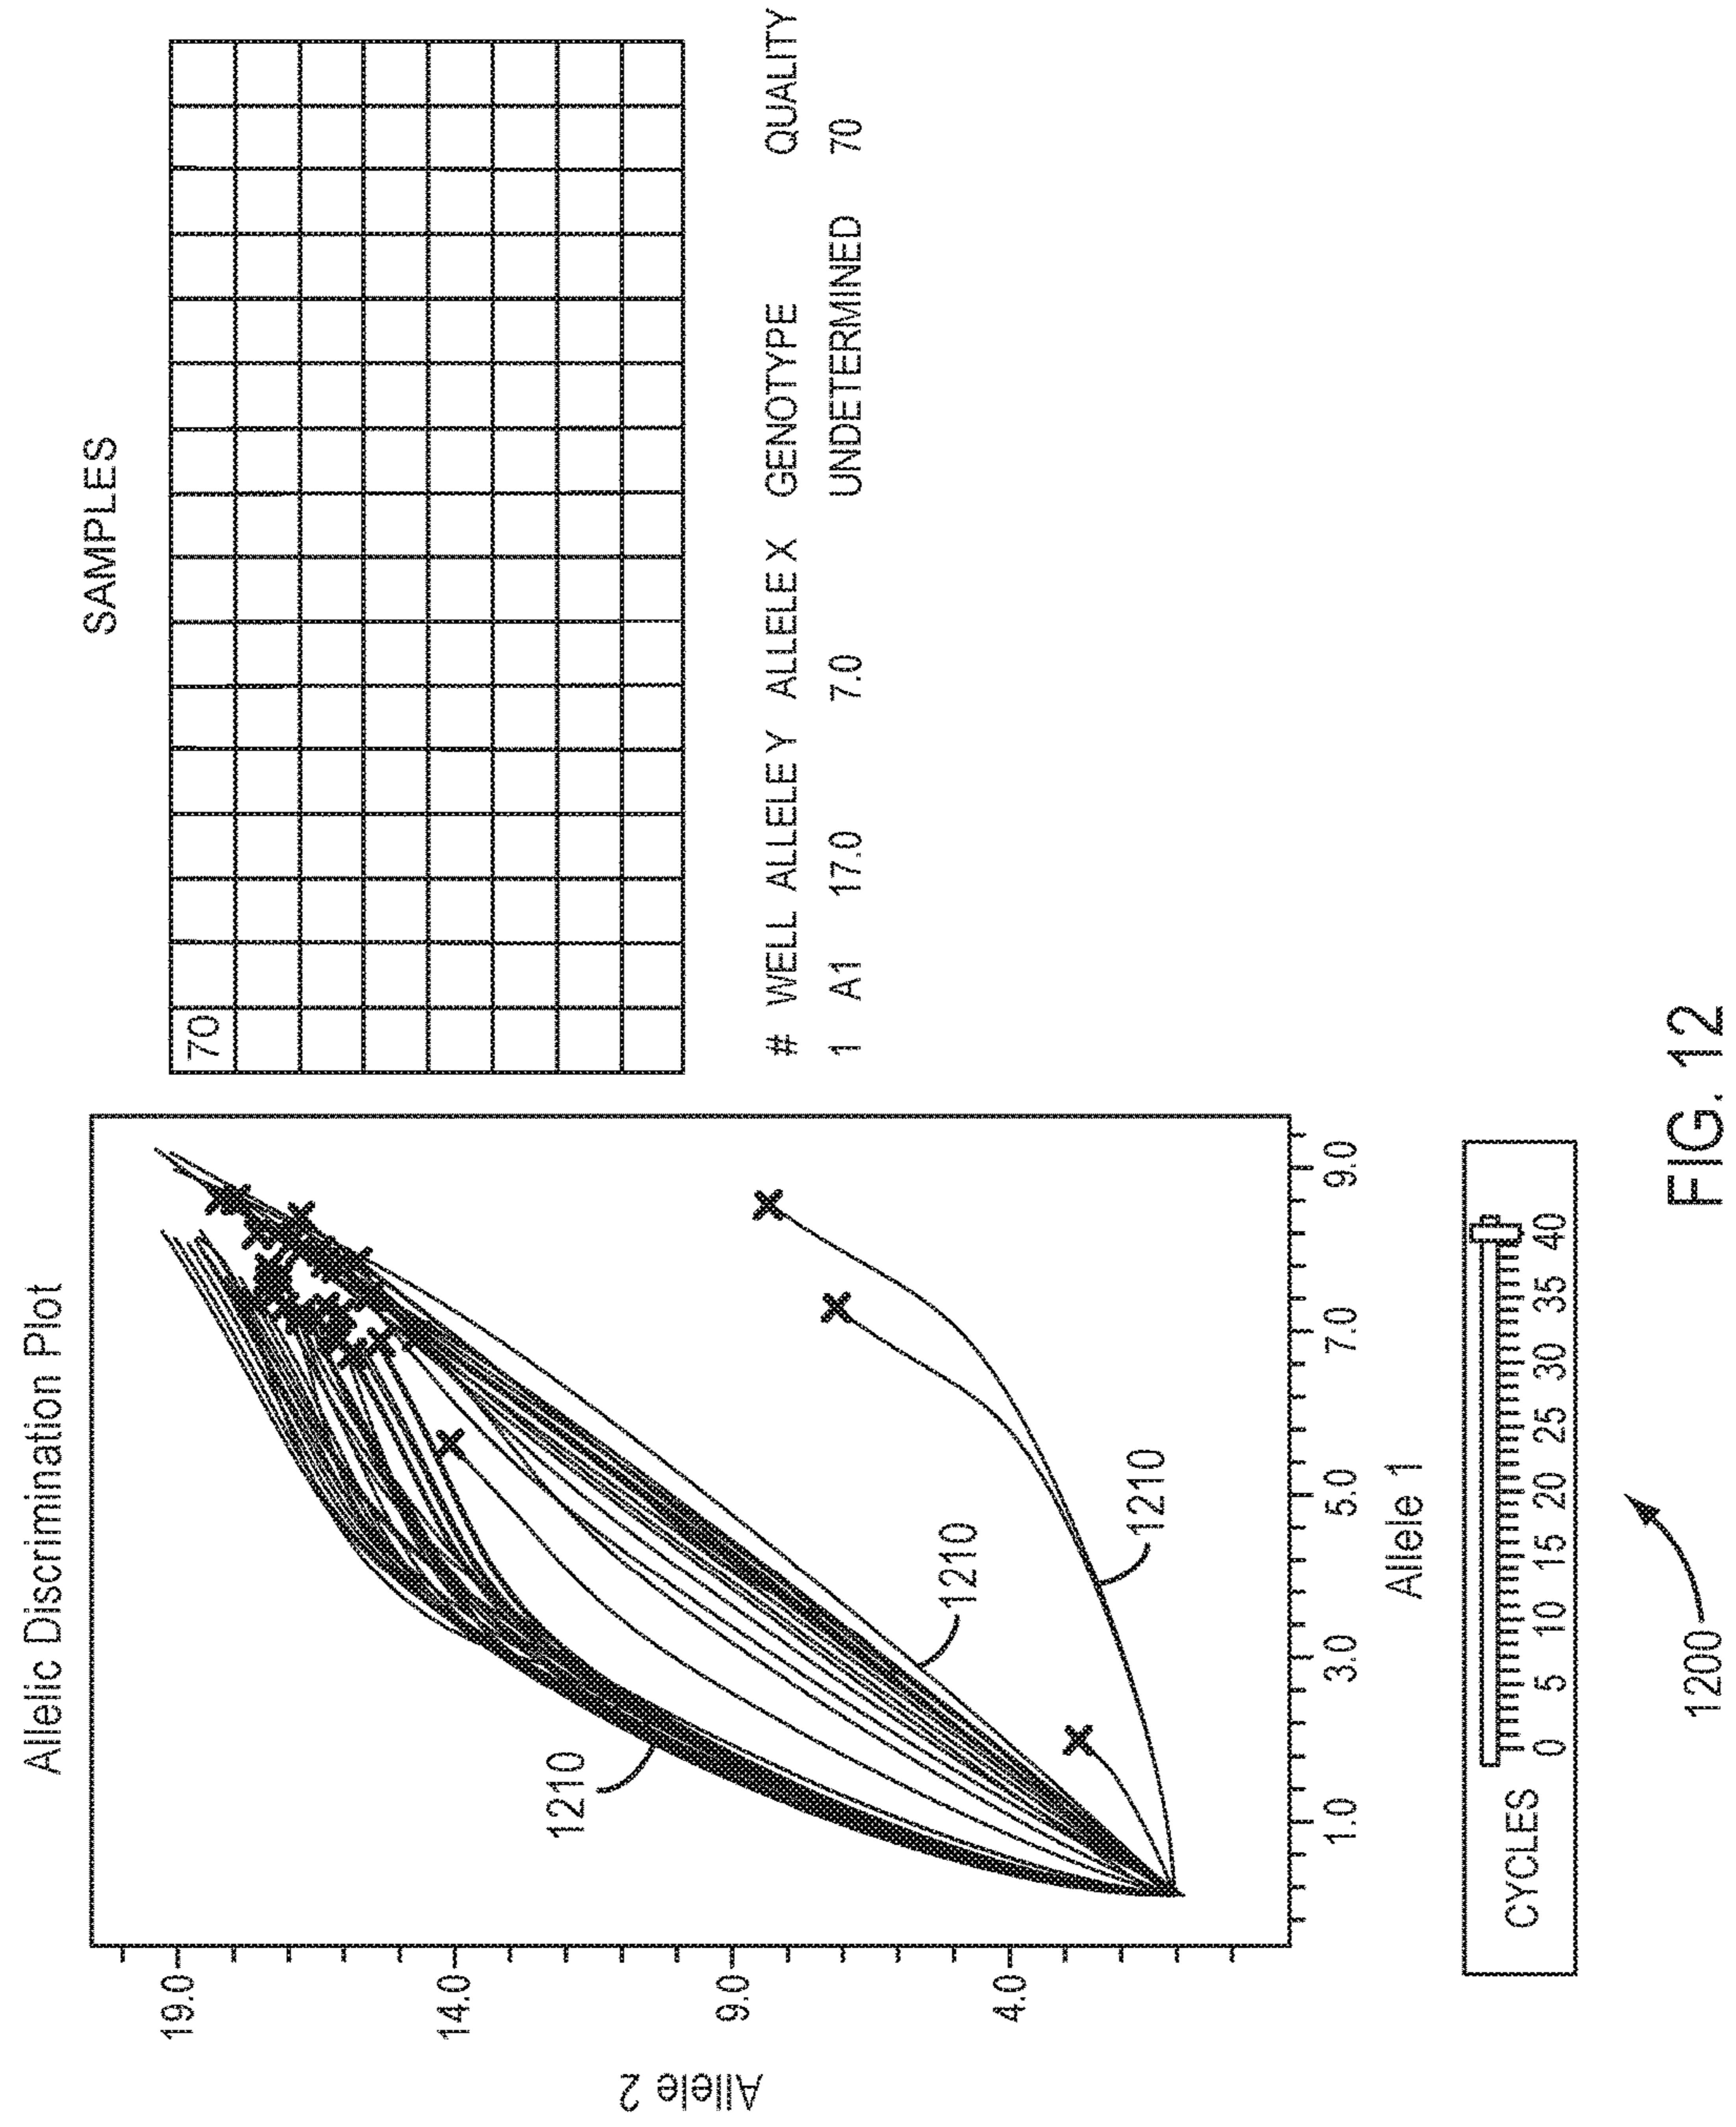 Allelic Discrimination Plot
Allele 2
19.0
14.0
9.0
4.0
1210
1210
1210
1.0 3.0 5.0 7.0 9.0
Allele 1
CYCLES
0 5 10 15 20 25 30 35 40
1200
SAMPLES
70
# WELL ALLELE Y ALLELE X GENOTYPE QUALITY
1 A1 17.0 7.0 UNDETERMINED 70
FIG. 12